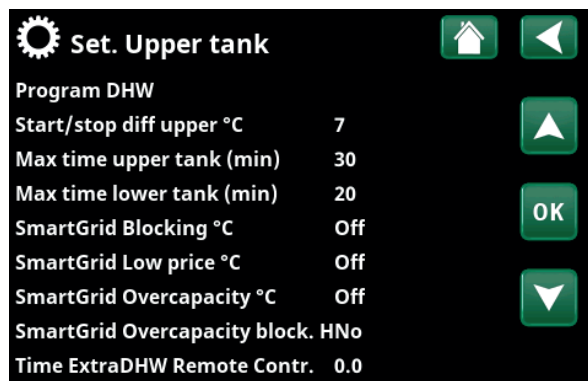 Set. Upper tank
Program DHW
Start/stop diff upper °C 7
Max time upper tank (min) 30
Max time lower tank (min) 20
OK
SmartGrid Blocking °C Off
SmartGrid Low price °C Off
SmartGrid Overcapacity °C Off
SmartGrid Overcapacity block. HNo
Time ExtraDHW Remote Contr. 0.0